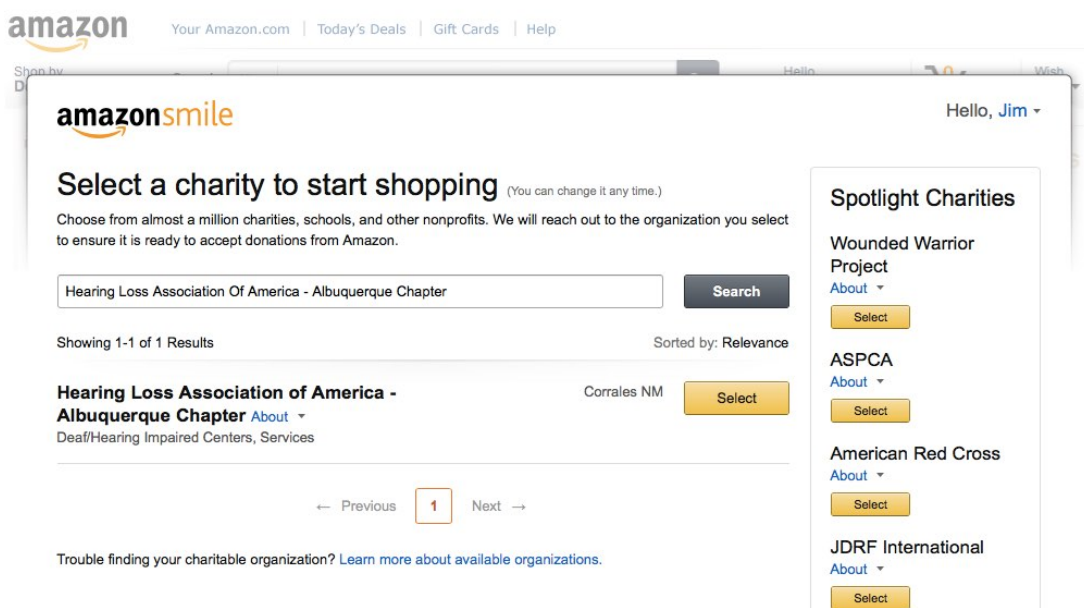 amazon
Your Amazon.com | Today's Deals | Gift Cards | Help
Shop by
Hello
Wish
amazonsmile
Hello, Jim
Select a charity to start shopping (You can change it any time.)
Choose from almost a million charities, schools, and other nonprofits. We will reach out to the organization you select
to ensure it is ready to accept donations from Amazon.
Hearing Loss Association Of America - Albuquerque Chapter
Search
Showing 1-1 of 1 Results
Sorted by: Relevance
Hearing Loss Association of America -
Albuquerque Chapter About
Deaf/Hearing Impaired Centers, Services
Corrales NM
Select
← Previous 1 Next →
Trouble finding your charitable organization? Learn more about available organizations.
Spotlight Charities
Wounded Warrior
Project
About
Select
ASPCA
About
Select
American Red Cross
About
Select
JDRF International
About
Select